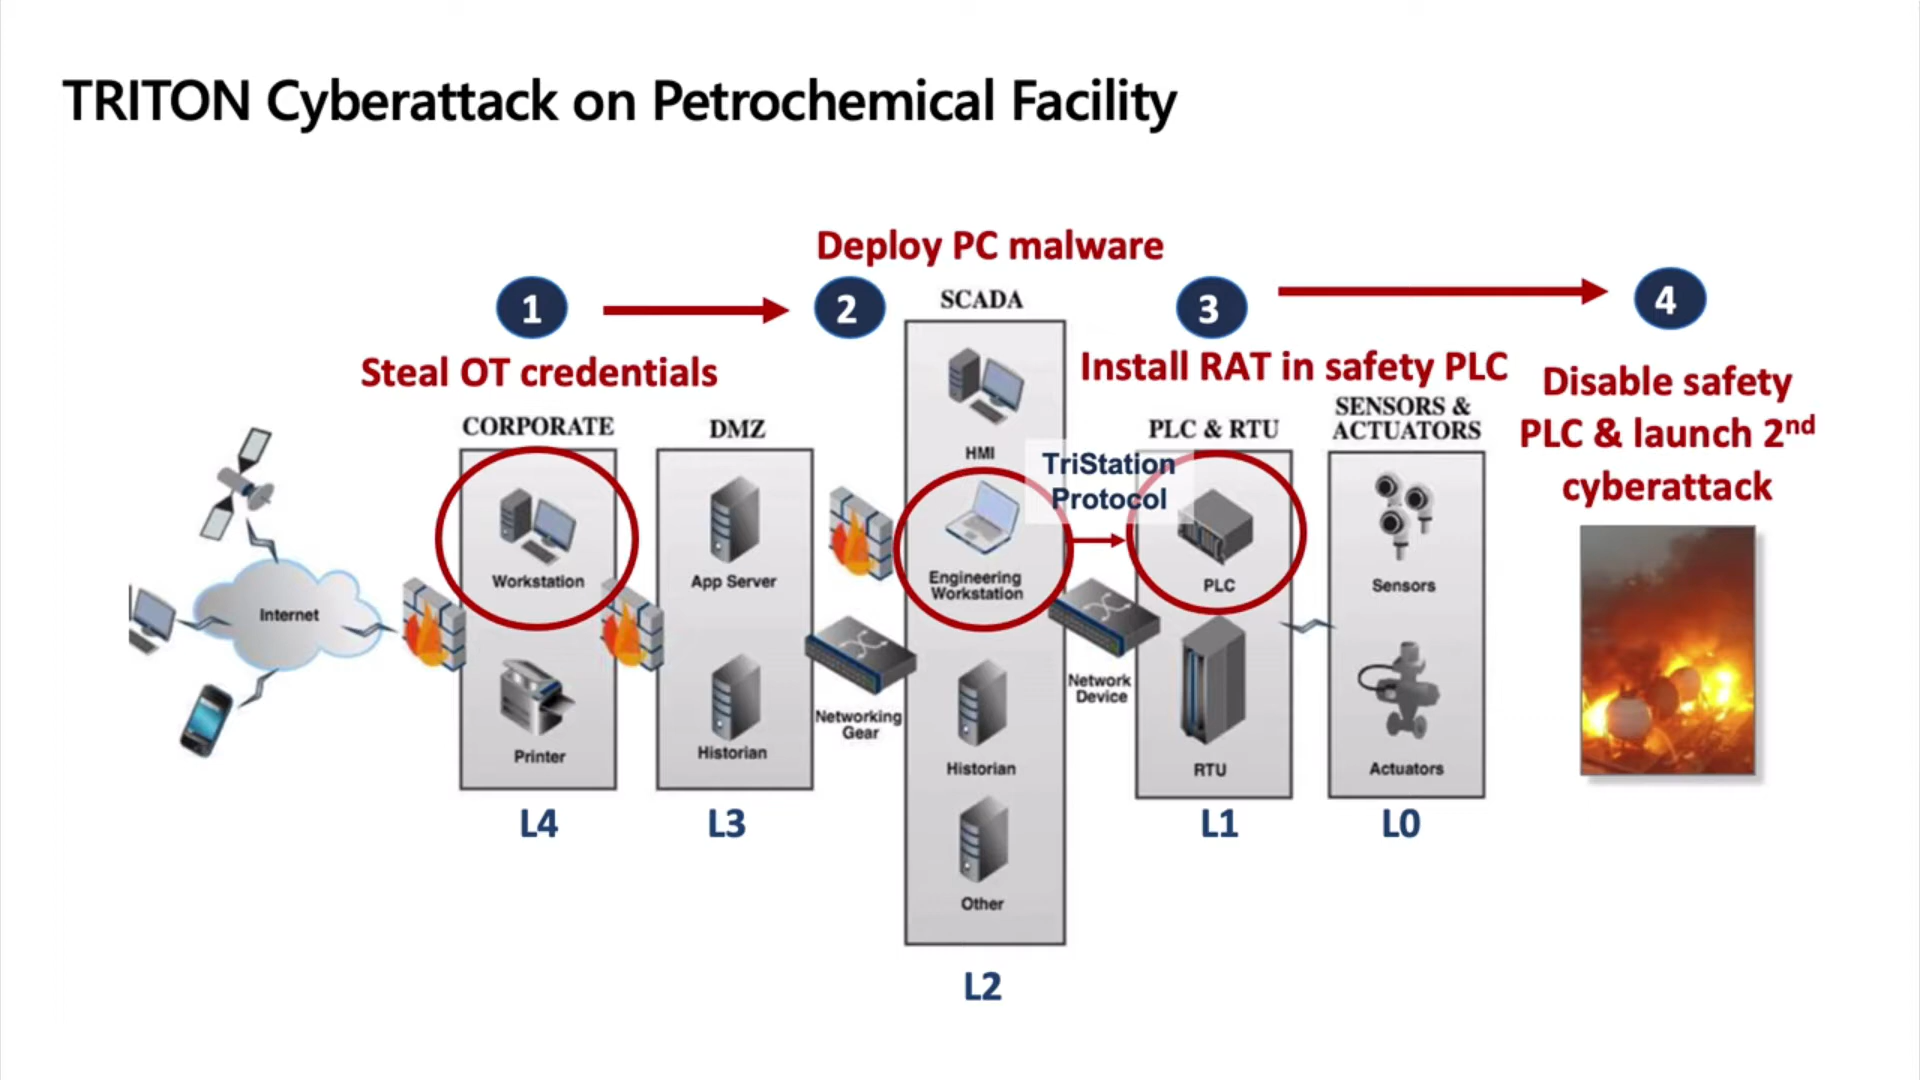 TRITON Cyberattack on Petrochemical Facility
Deploy PC malware
1
2
3
4
SCADA
Steal OT credentials
Install RAT in safety PLC
Disable safety
PLC & launch 2nd
cyberattack
CORPORATE
DMZ
PLC & RTU
SENSORS &
ACTUATORS
HMI
TriStation
Protocol
Workstation
App Server
Engineering
Workstation
PLC
Sensors
Internet
Network
Device
Networking
Gear
Printer
Historian
Historian
RTU
Actuators
L4
L3
L1
L0
Other
L2